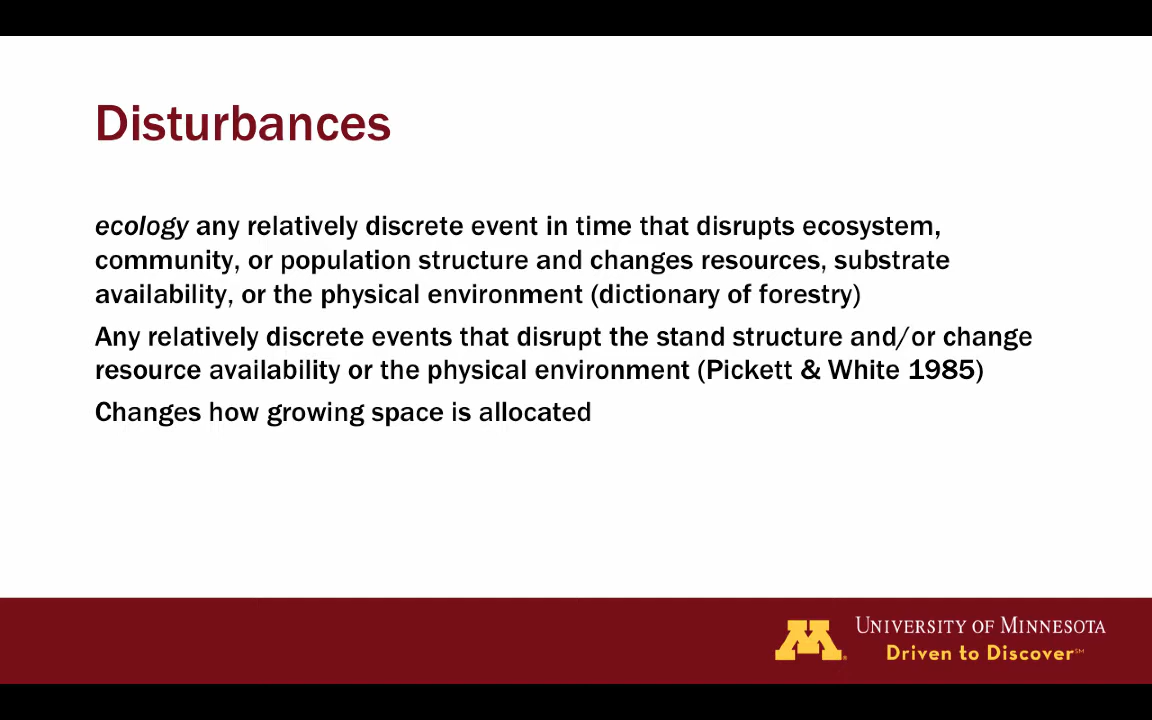 Disturbances
ecology any relatively discrete event in time that disrupts ecosystem,
community, or population structure and changes resources, substrate
availability, or the physical environment (dictionary of forestry)
Any relatively discrete events that disrupt the stand structure and/or change
resource availability or the physical environment (Pickett & White 1985)
Changes how growing space is allocated
M®
UNIVERSITY OF MINNESOTA
Driven to Discover℠